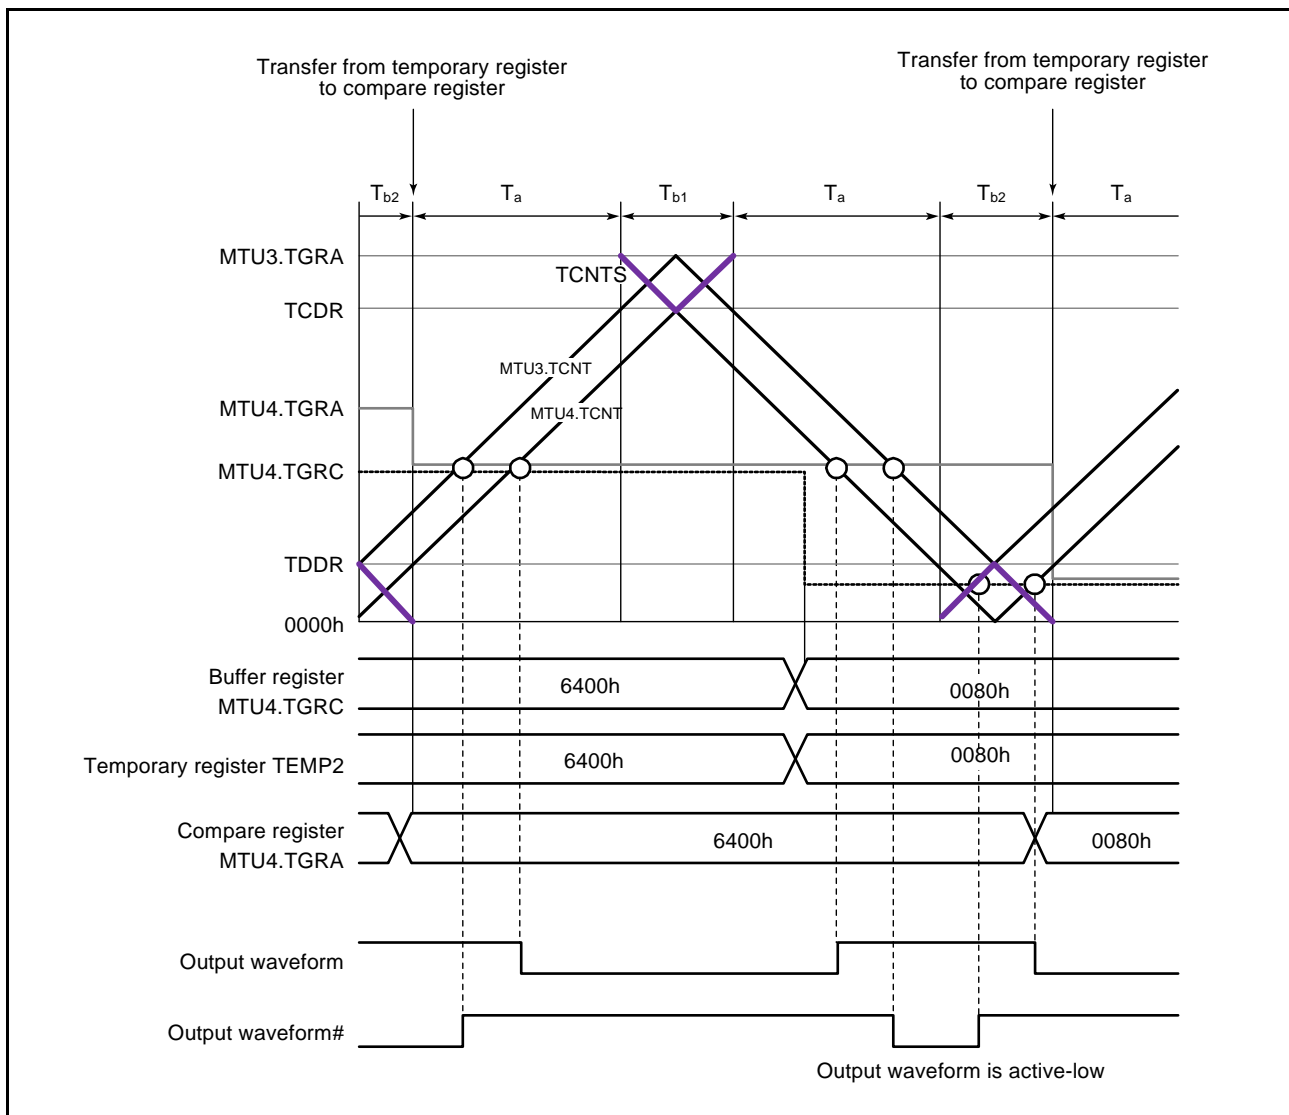 Transfer from temporary register
to compare register
Transfer from temporary register
to compare register
Tb2
Ta
Tb1
Ta
Tb2
Ta
MTU3.TGRA
TCNTS
TCDR
MTU3.TCNT
MTU4.TGRA
MTU4.TCNT
MTU4.TGRC
TDDR
0000h
Buffer register
MTU4.TGRC
6400h
0080h
Temporary register TEMP2
6400h
0080h
Compare register
MTU4.TGRA
6400h
0080h
Output waveform
Output waveform#
Output waveform is active-low